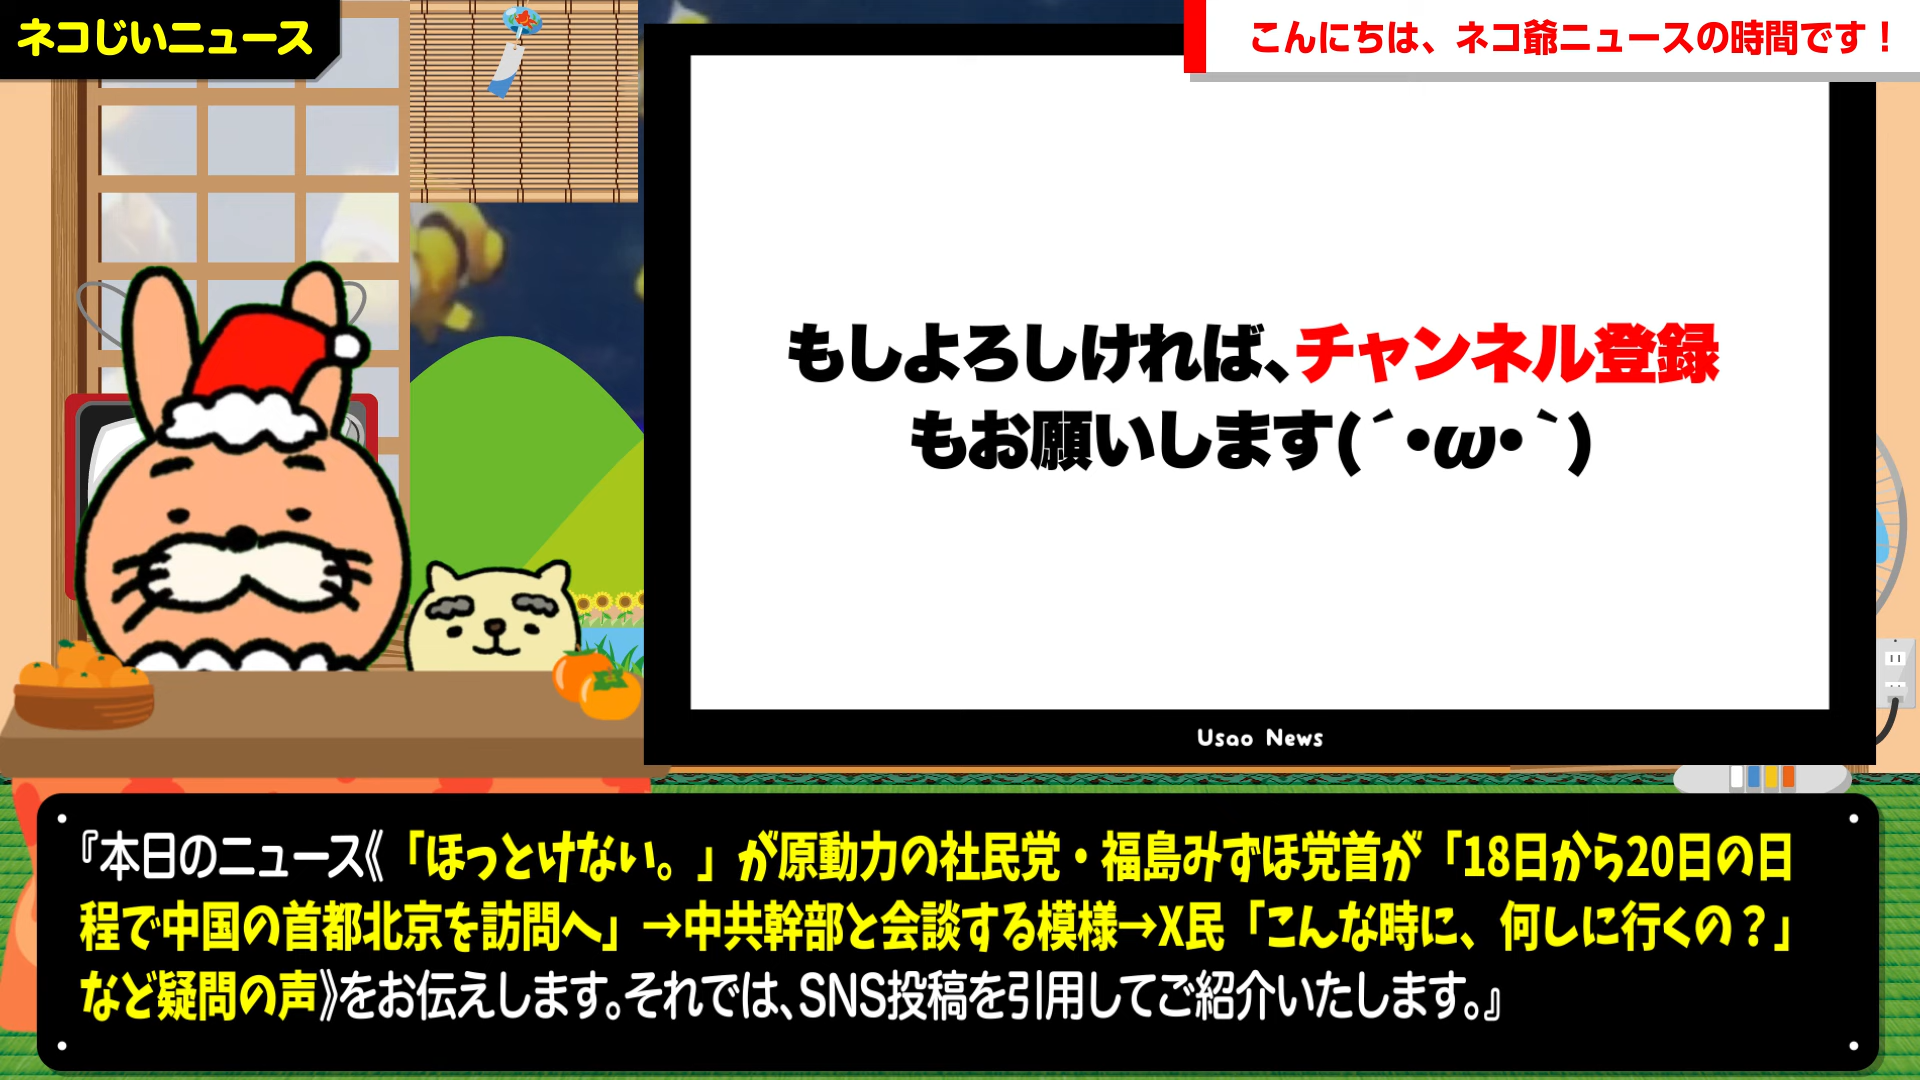 ネコじいニュース
こんにちは、ネコ爺ニュースの時間です！
もしよろしければ、チャンネル登録
もお願いします(´•ω•｀)
Usao News
『本日のニュース《「ほっとけない。」が原動力の社民党・福島みずほ党首が「18日から20日の日
程で中国の首都北京を訪問へ」→中共幹部と会談する模様→X民「こんな時に、何しに行くの？」
など疑問の声》をお伝えします。それでは、SNS投稿を引用してご紹介いたします。』